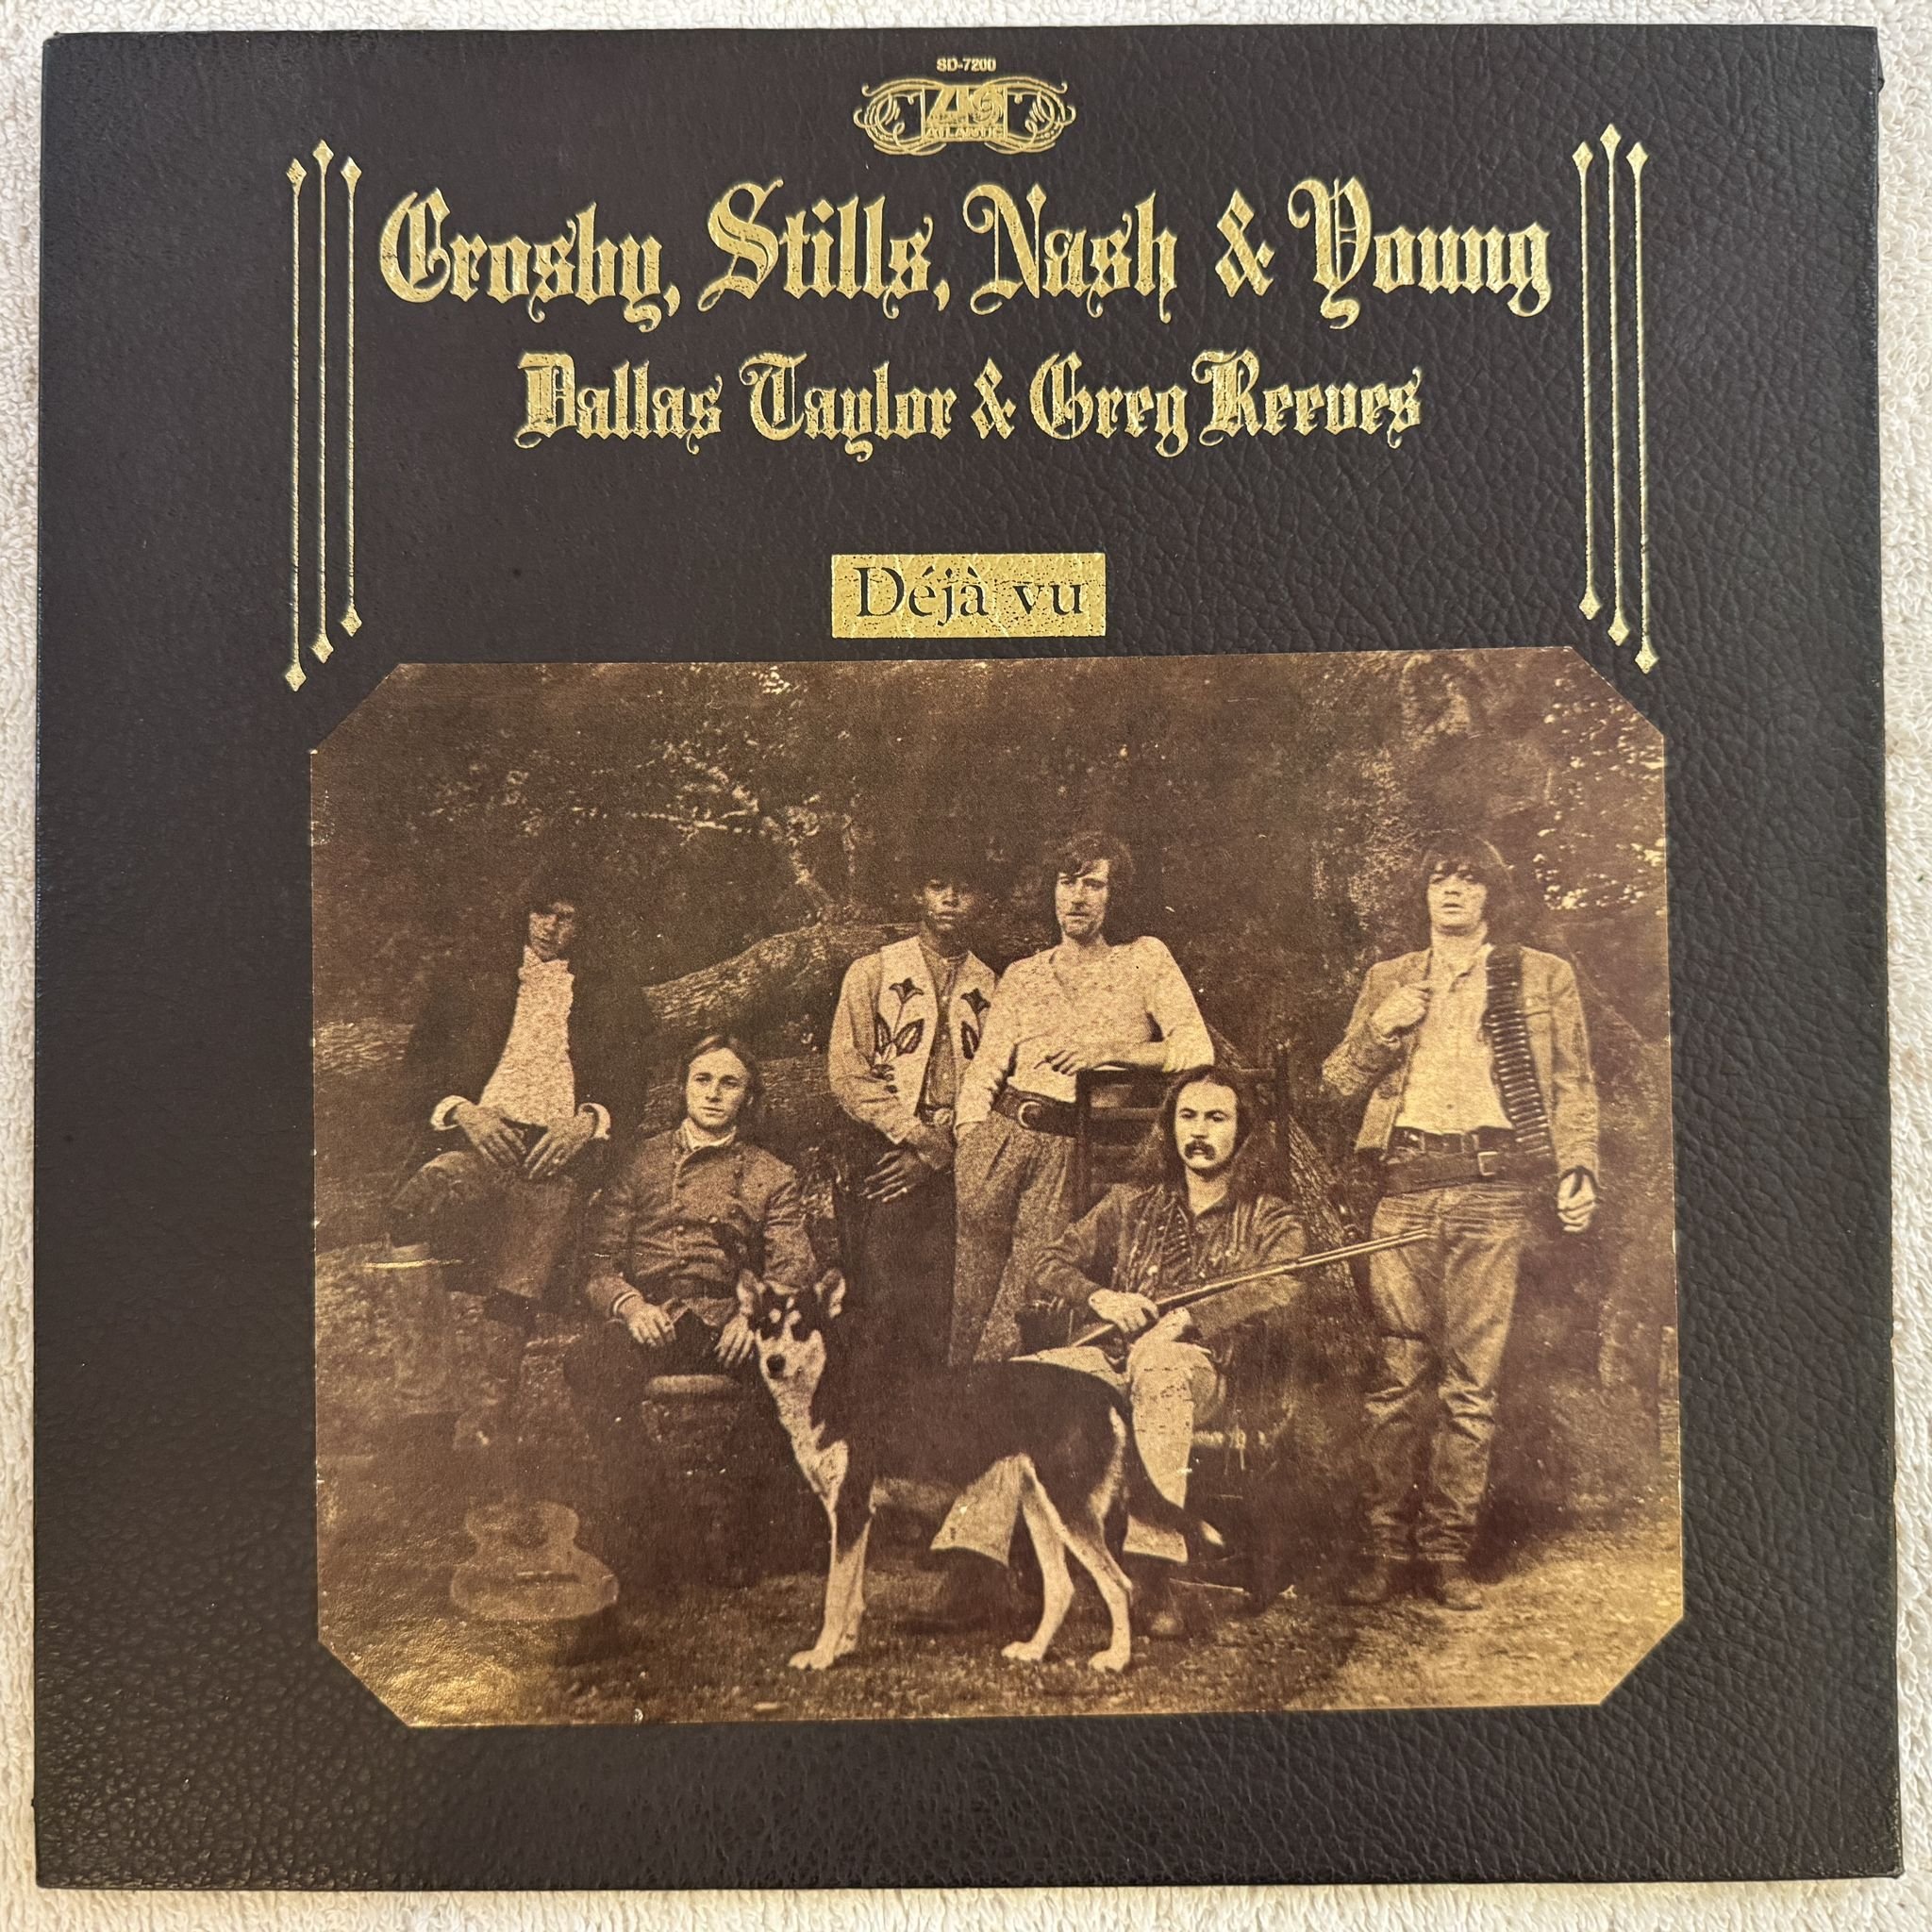 SD-7200
ATLANTIC
Crosby, Stills, Nash & Young
Dallas Taylor & Greg Reeves
Déjà vu